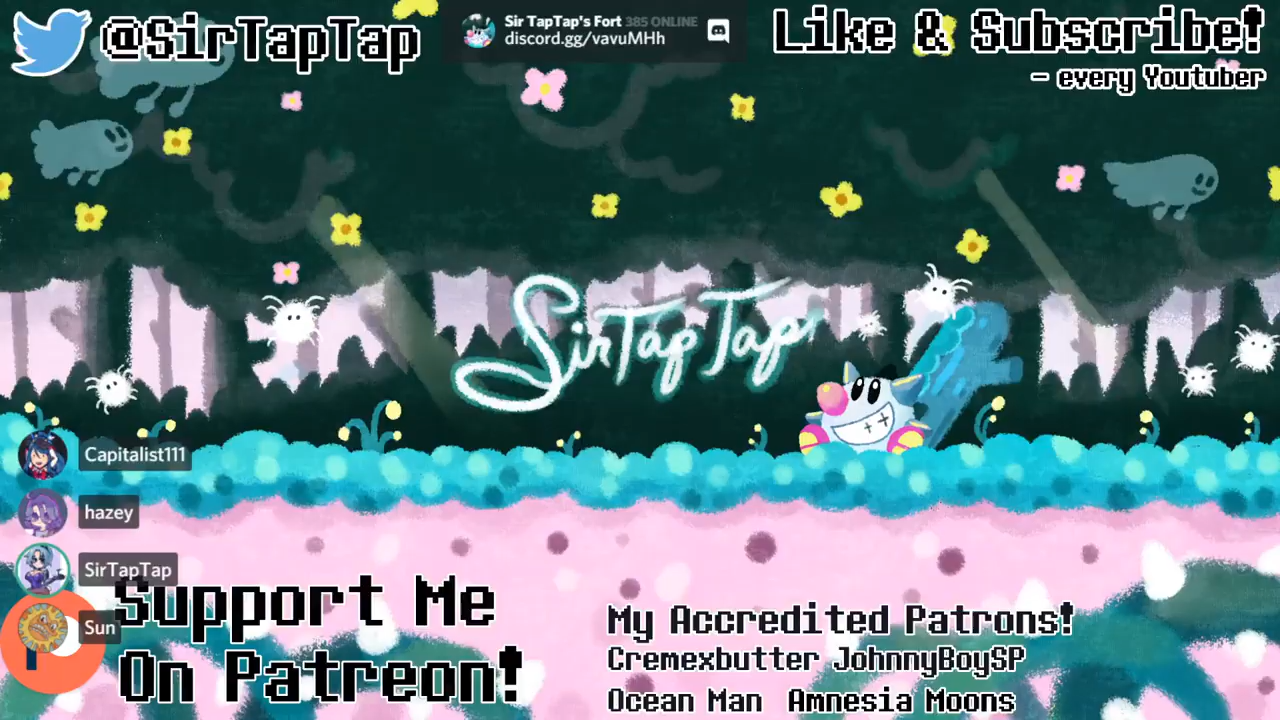 @SirTapTap
Sir TapTap's Fort 385 ONLINE
discord.gg/vavuMHh
Like & Subscribe!
- every Youtuber
SirTapTap
Capitalist111
hazey
SirTapTap
Sun
Support Me
On Patreon!
My Accredited Patrons!
Cremexbutter JohnnyBoySP
Ocean Man Amnesia Moons